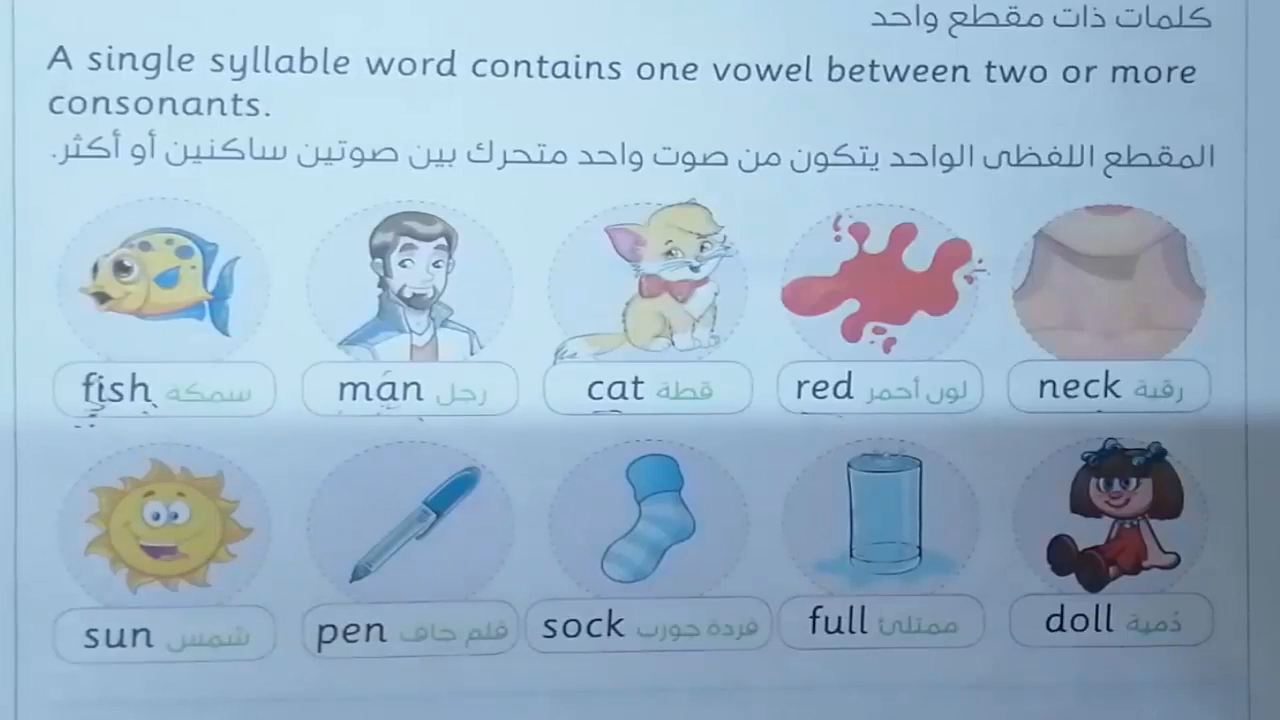 كلمات ذات مقطع واحد
A single syllable word contains one vowel between two or more
consonants.
المقطع اللفظى الواحد يتكون من صوت واحد متحرك بين صوتين ساكنين أو أكثر.
fish سمكة
man رجل
cat قطة
red لون أحمر
neck رقبة
sun شمس
pen قلم جاف
sock فردة جورب
full ممتلئ
doll دُمية